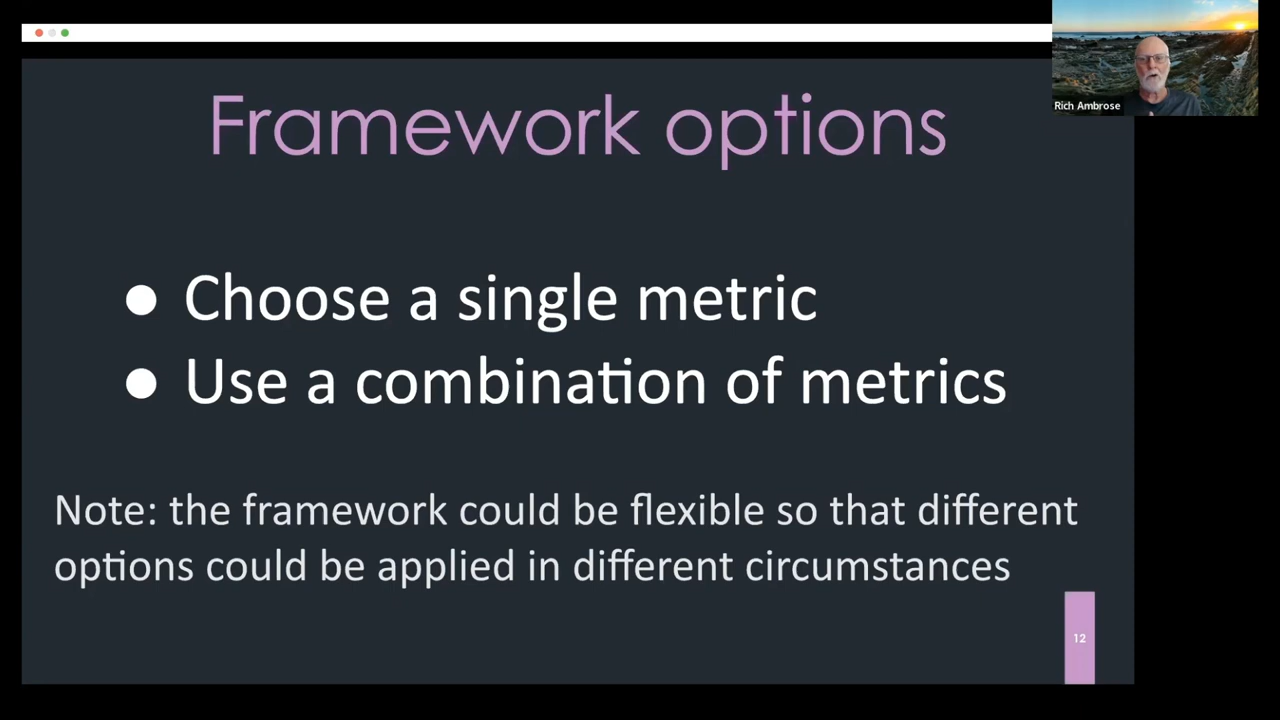 Framework options
● Choose a single metric
● Use a combination of metrics
Note: the framework could be flexible so that different
options could be applied in different circumstances
12
Rich Ambrose